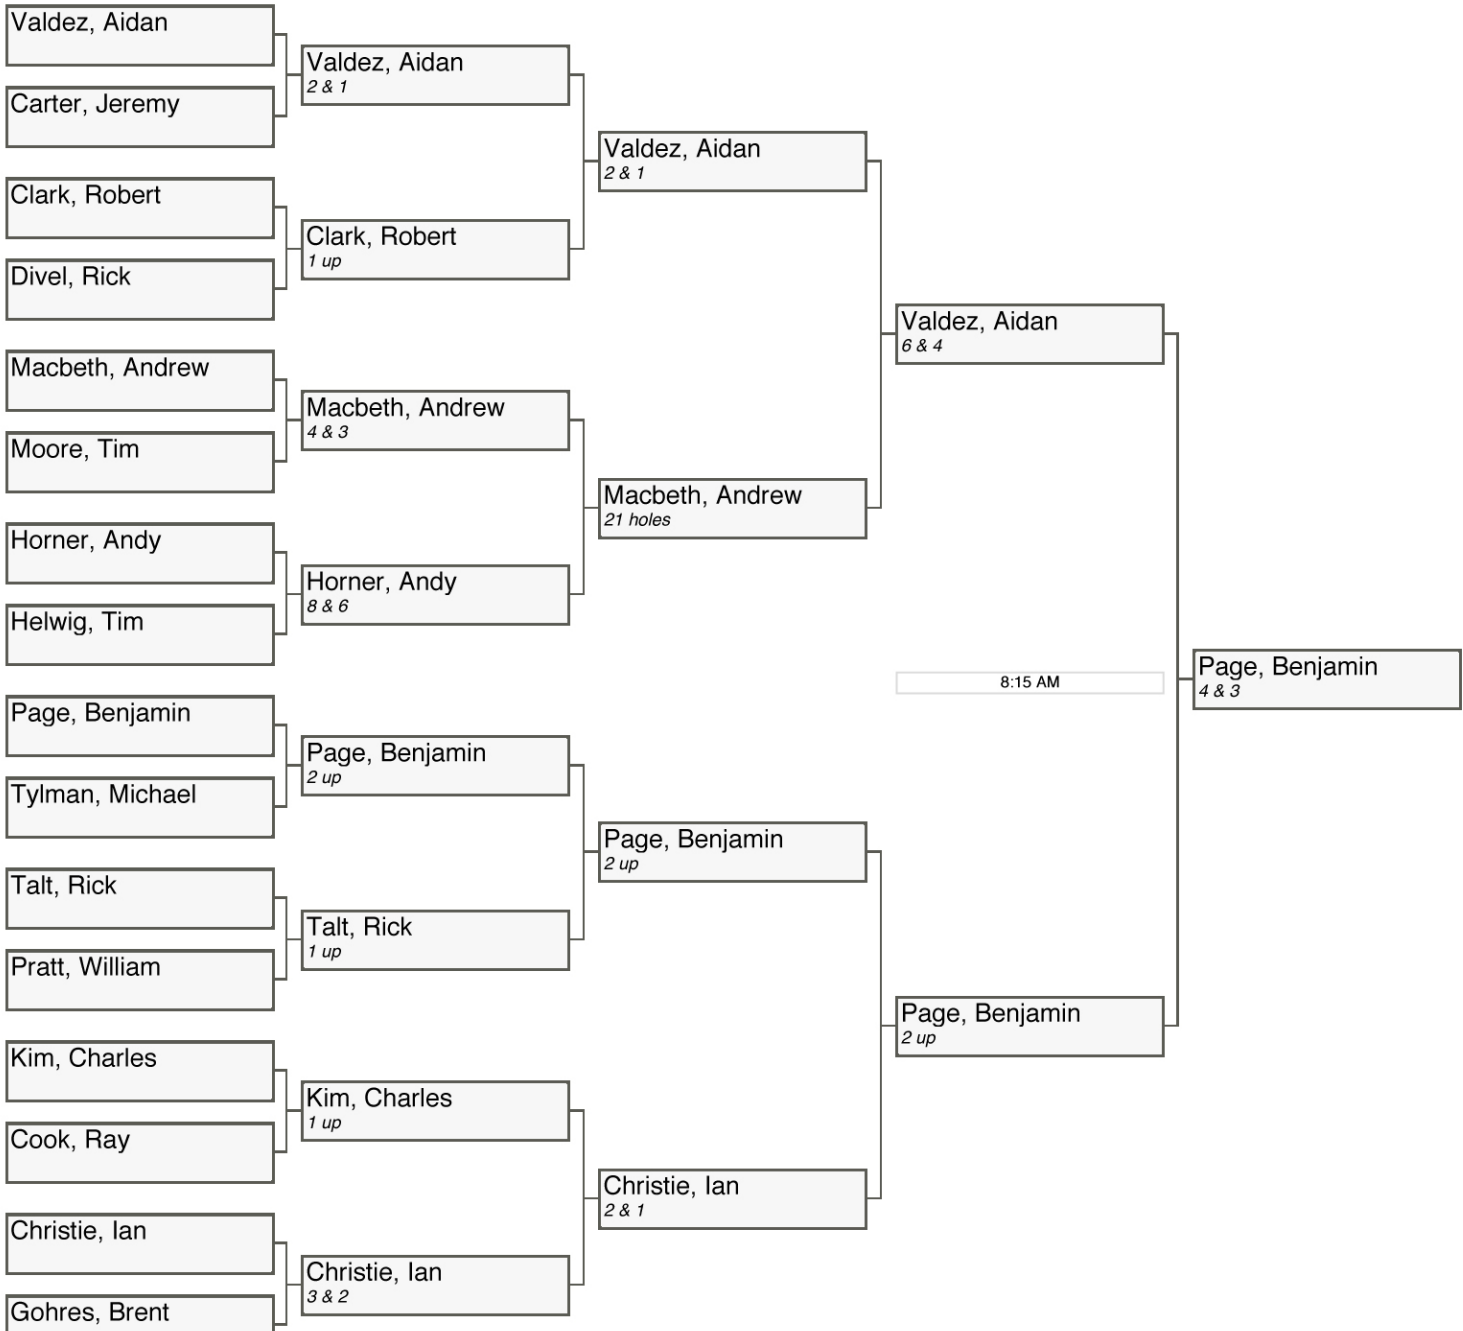 Valdez, Aidan
Carter, Jeremy
Clark, Robert
Divel, Rick
Macbeth, Andrew
Moore, Tim
Horner, Andy
Helwig, Tim
Page, Benjamin
Tylman, Michael
Talt, Rick
Pratt, William
Kim, Charles
Cook, Ray
Christie, Ian
Gohres, Brent
Valdez, Aidan
2 & 1
Clark, Robert
1 up
Macbeth, Andrew
4 & 3
Horner, Andy
8 & 6
Page, Benjamin
2 up
Talt, Rick
1 up
Kim, Charles
1 up
Christie, Ian
3 & 2
Valdez, Aidan
2 & 1
Macbeth, Andrew
21 holes
Page, Benjamin
2 up
Christie, Ian
2 & 1
Valdez, Aidan
6 & 4
8:15 AM
Page, Benjamin
2 up
Page, Benjamin
4 & 3